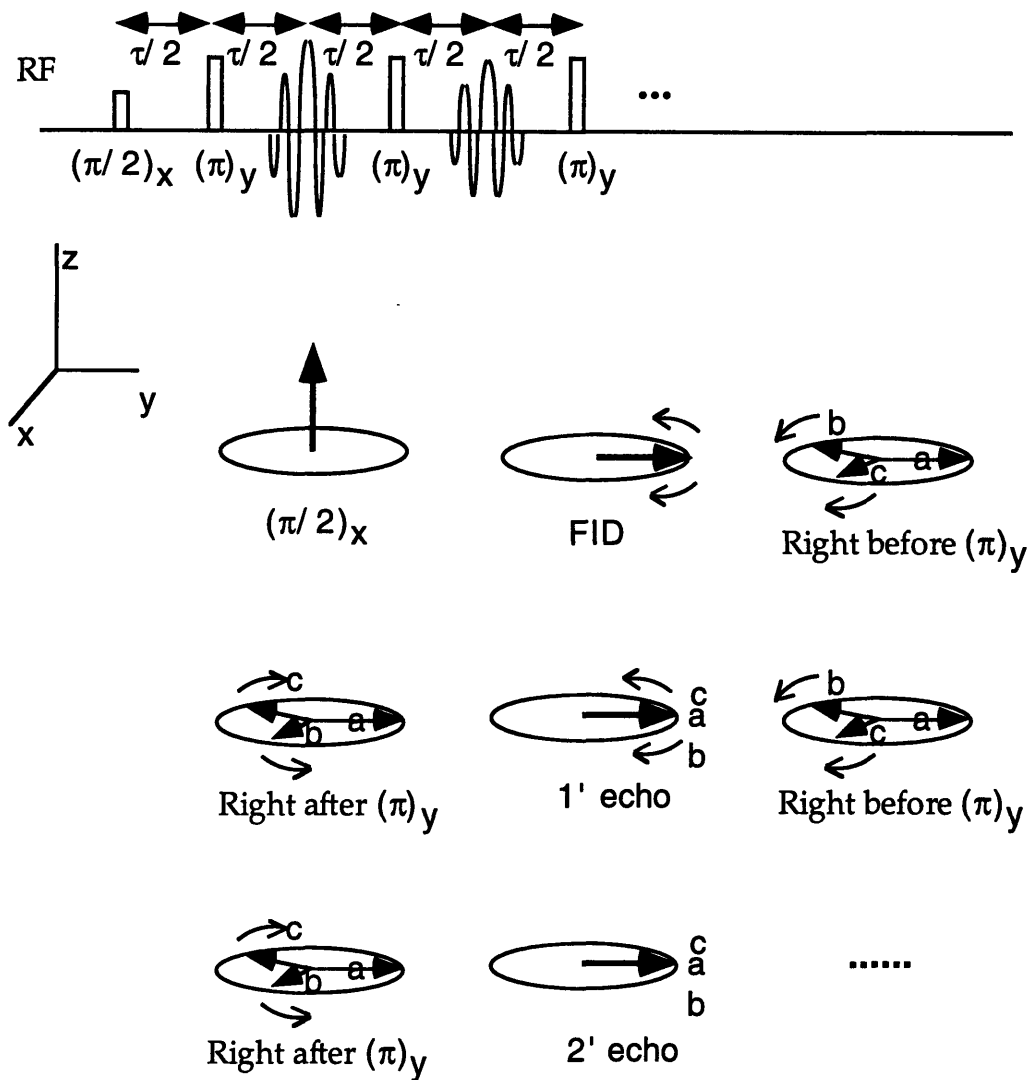 τ/ 2 τ/ 2 τ/ 2 τ/ 2 τ/ 2
RF
...
(π/ 2)x (π)y (π)y (π)y
z
y
x
(π/ 2)x
FID
b
c
a
Right before (π)y
c
b
a
Right after (π)y
c
a
b
1' echo
b
c
a
Right before (π)y
c
b
a
Right after (π)y
c
a
b
2' echo
......